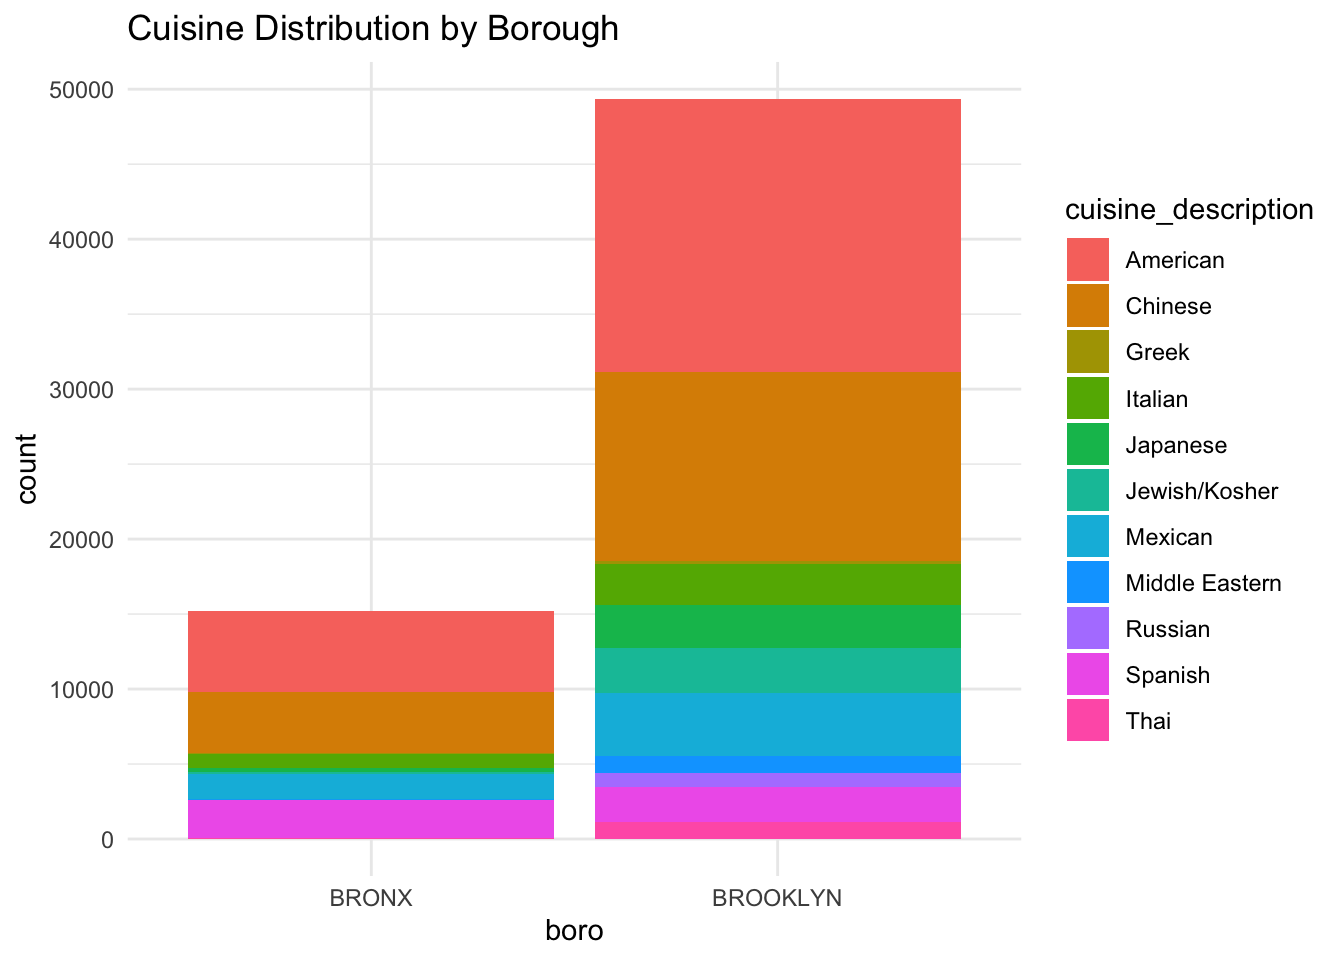 Cuisine Distribution by Borough
50000
40000
30000
20000
10000
0
count
BRONX
BROOKLYN
boro
cuisine_description
American
Chinese
Greek
Italian
Japanese
Jewish/Kosher
Mexican
Middle Eastern
Russian
Spanish
Thai